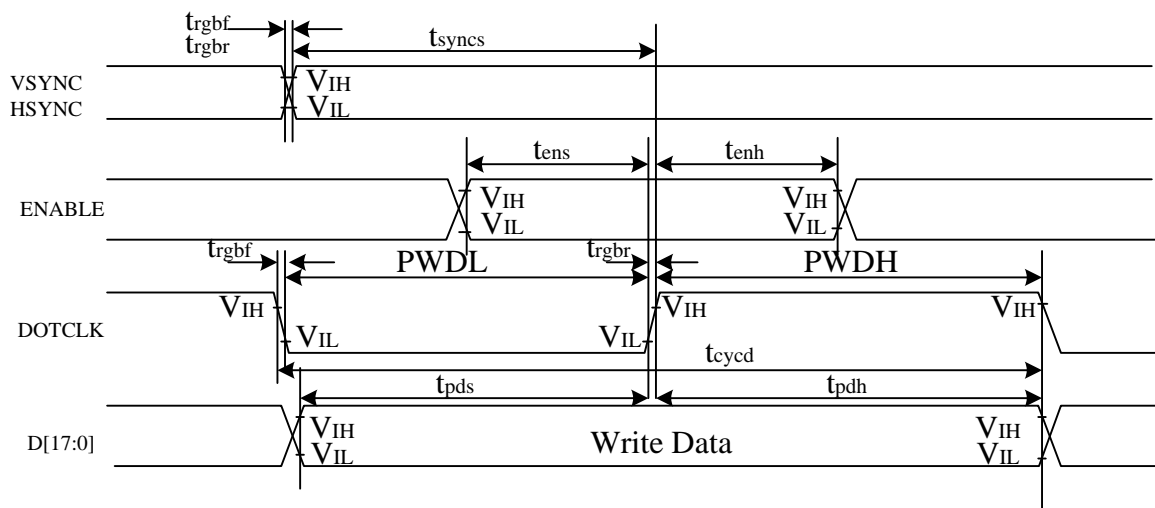 trgbf
trgbr
tsyncs
VSYNC
HSYNC
VIH
VIL
tens
tenh
ENABLE
VIH
VIL
VIH
VIL
trgbf
PWDL
trgbr
PWDH
DOTCLK
VIH
VIL
VIL
VIH
VIH
tcycd
tpds
tpdh
D[17:0]
VIH
VIL
Write Data
VIH
VIL